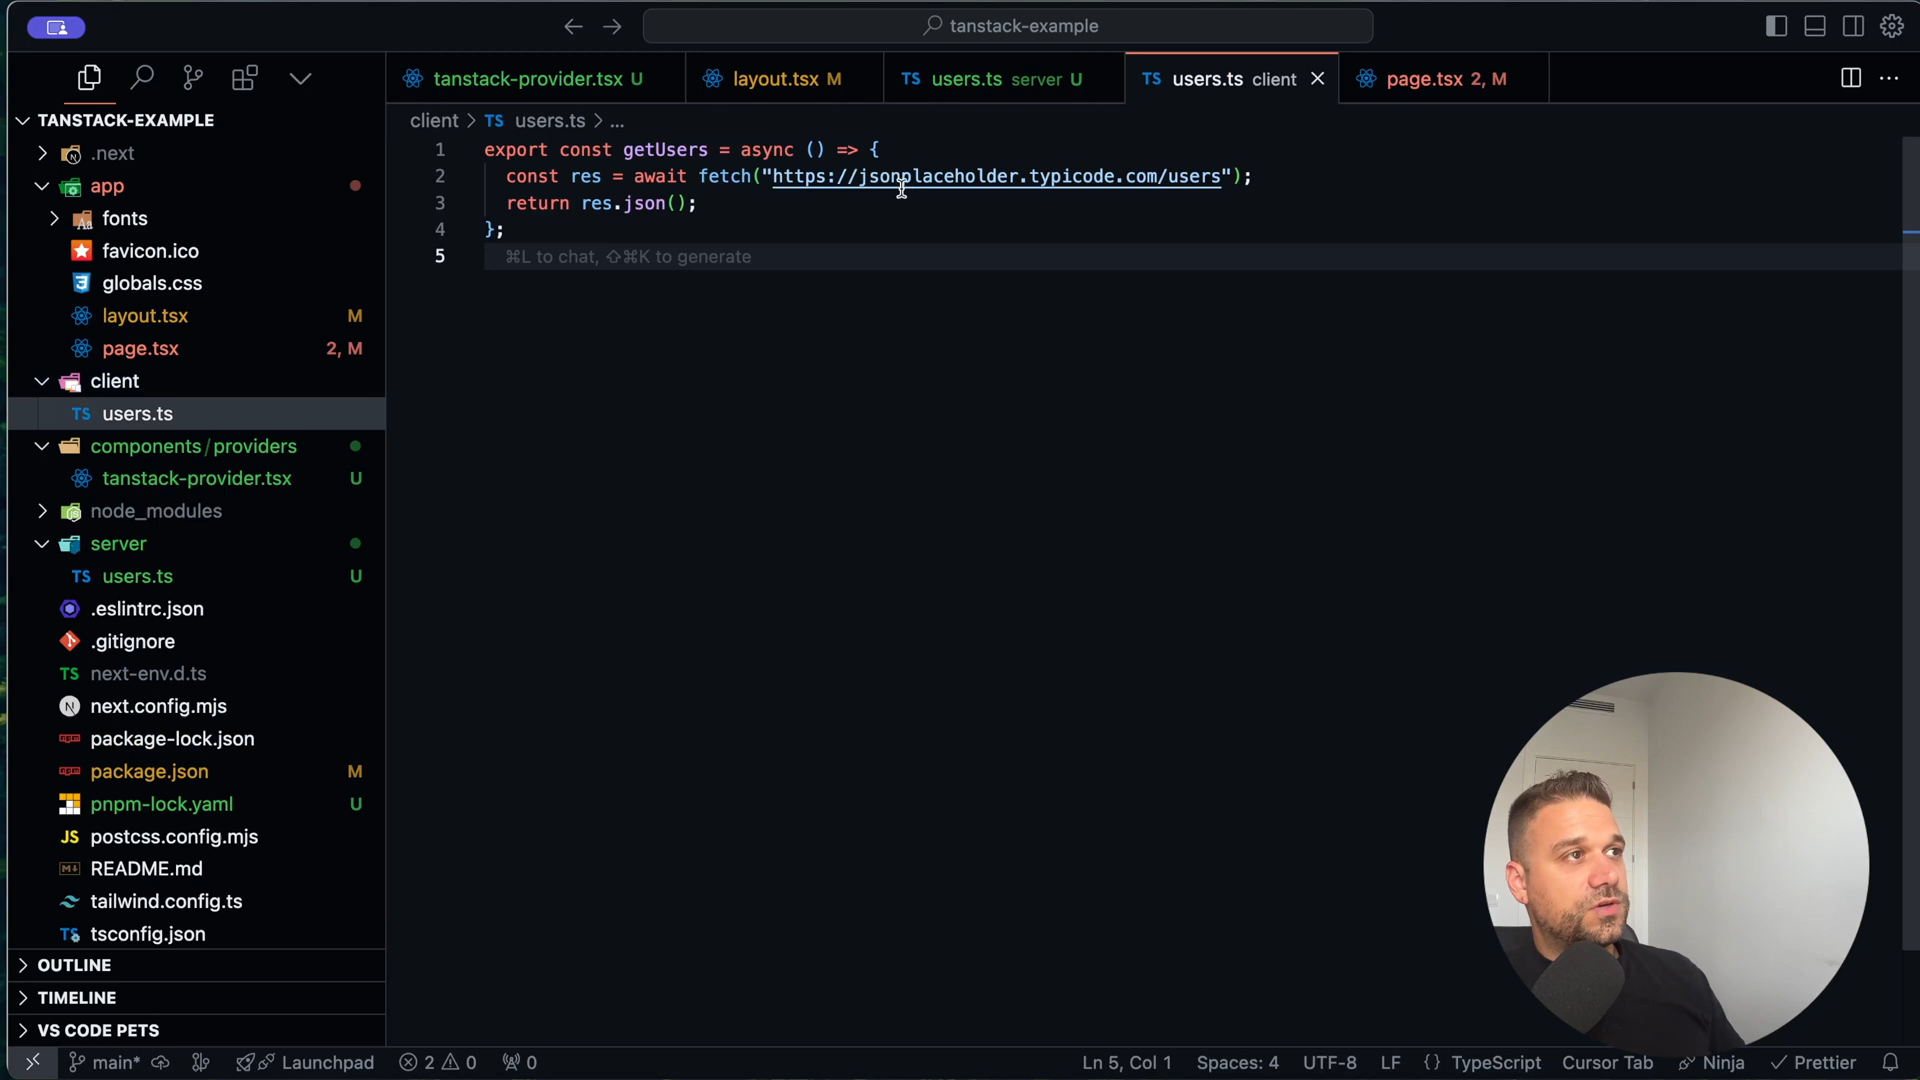 tanstack-example
tanstack-provider.tsx U
layout.tsx M
users.ts server U
users.ts client
page.tsx 2, M
client > TS users.ts > ...
TANSTACK-EXAMPLE
.next
app
fonts
favicon.ico
globals.css
layout.tsx M
page.tsx 2, M
client
TS users.ts
components/providers
tanstack-provider.tsx U
node_modules
server
TS users.ts U
.eslintrc.json
.gitignore
TS next-env.d.ts
next.config.mjs
package-lock.json
package.json M
pnpm-lock.yaml U
JS postcss.config.mjs
README.md
tailwind.config.ts
TS tsconfig.json
OUTLINE
TIMELINE
VS CODE PETS
1 export const getUsers = async () => {
2 const res = await fetch("https://jsonplaceholder.typicode.com/users");
3 return res.json();
4 };
5 ⌘L to chat, ⇧⌘K to generate
main* Launchpad 2 0 0 Ln 5, Col 1 Spaces: 4 UTF-8 LF {} TypeScript Cursor Tab Ninja Prettier